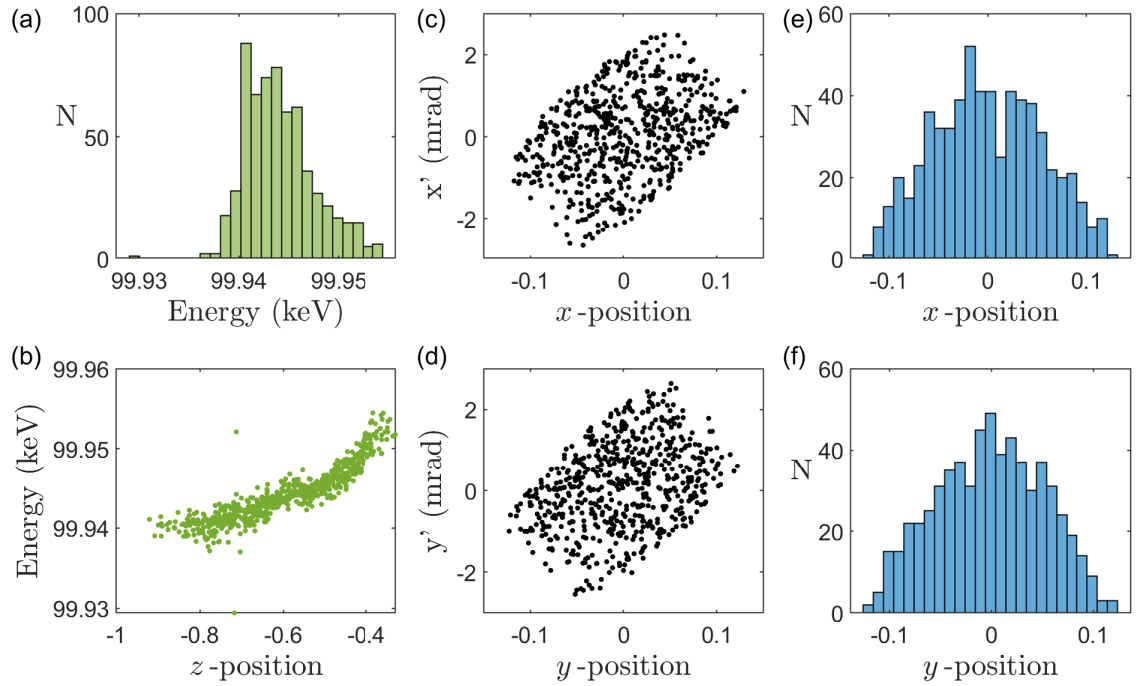 (a)
100
50
0
N
99.93 99.94 99.95
Energy (keV)
(c)
2
0
-2
x' (mrad)
-0.1 0 0.1
x-position
(e)
60
40
20
0
N
-0.1 0 0.1
x-position
(b)
99.96
99.95
99.94
99.93
Energy (keV)
-1 -0.8 -0.6 -0.4
z-position
(d)
2
0
-2
y' (mrad)
-0.1 0 0.1
y-position
(f)
60
40
20
0
N
-0.1 0 0.1
y-position